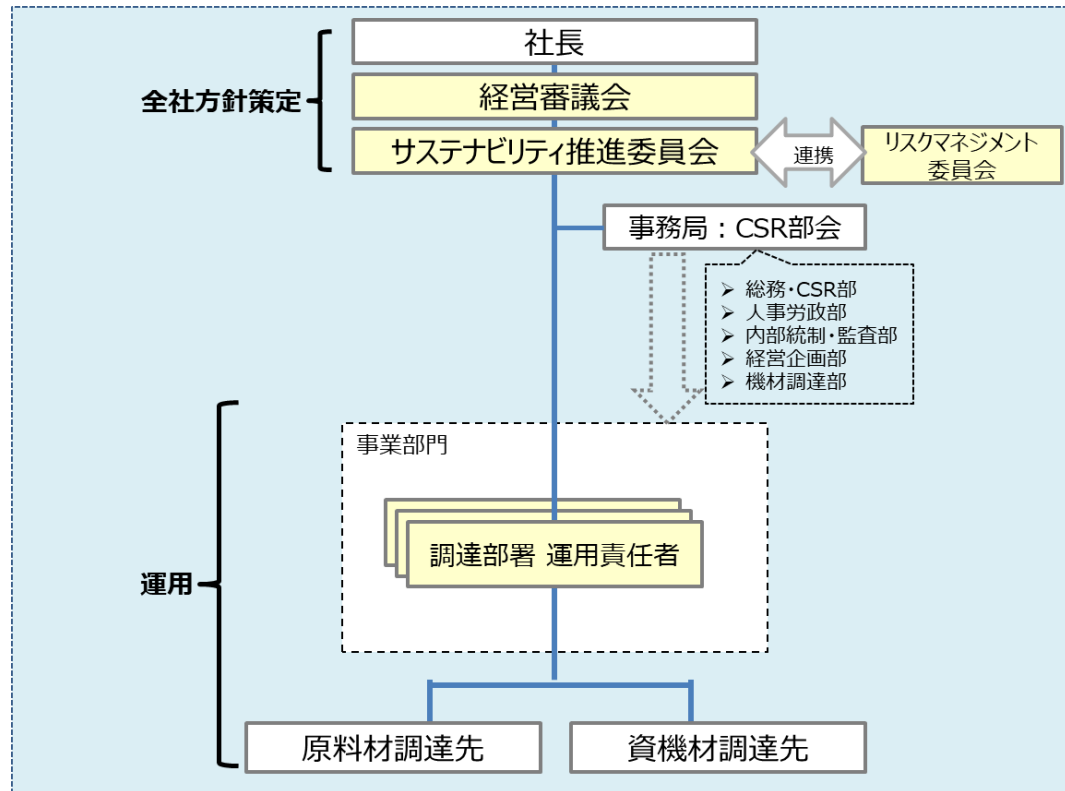 社長
全社方針策定
経営審議会
サステナビリティ推進委員会
連携
リスクマネジメント
委員会
事務局：CSR部会
➢ 総務・CSR部
➢ 人事労政部
➢ 内部統制・監査部
➢ 経営企画部
➢ 機材調達部
事業部門
調達部署 運用責任者
運用
原料材調達先
資機材調達先